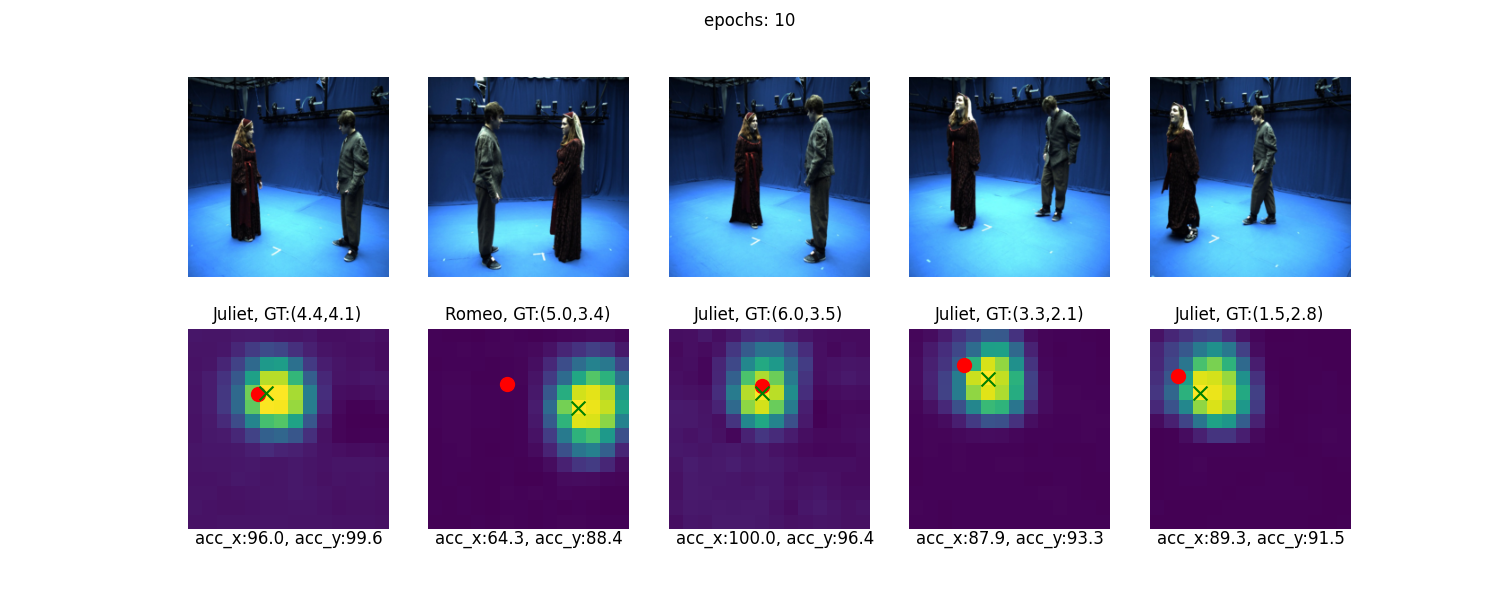 epochs: 10
Juliet, GT:(4.4,4.1)
Romeo, GT:(5.0,3.4)
Juliet, GT:(6.0,3.5)
Juliet, GT:(3.3,2.1)
Juliet, GT:(1.5,2.8)
acc_x:96.0, acc_y:99.6
acc_x:64.3, acc_y:88.4
acc_x:100.0, acc_y:96.4
acc_x:87.9, acc_y:93.3
acc_x:89.3, acc_y:91.5